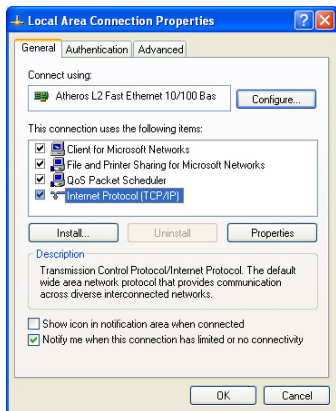 Local Area Connection Properties
General Authentication Advanced
Connect using:
Atheros L2 Fast Ethernet 10/100 Bas Configure...
This connection uses the following items:
Client for Microsoft Networks
File and Printer Sharing for Microsoft Networks
QoS Packet Scheduler
Internet Protocol (TCP/IP)
Install... Uninstall Properties
Description
Transmission Control Protocol/Internet Protocol. The default
wide area network protocol that provides communication
across diverse interconnected networks.
Show icon in notification area when connected
Notify me when this connection has limited or no connectivity
OK Cancel